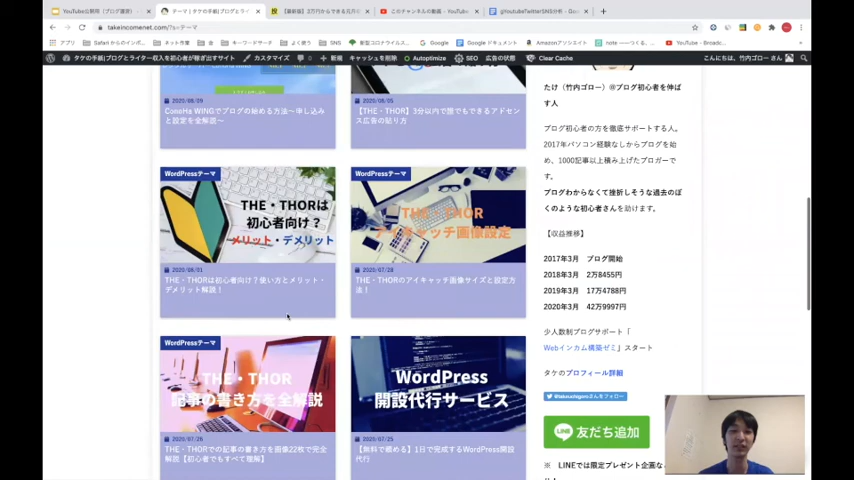 YouTube公開用（ブログ運営）
テーマ | タケの手紙|ブログとライ
【最新版】2万円からできる北斤を
このチャンネルの動画 - YouTube
@YoutubeTwitterSNS分析 - Go
takeincomenet.com/?s=テーマ
アプリ
Safariからのインポ...
ネット作業
会
キーワードサーチ
よく使う
SNS
新型コロナウイルス...
Google
Google ドキュメント
Amazonアソシエイト
note ――つくる、...
YouTube - Broadc...
タケの手紙|ブログとライター収入を初心者が稼ぎ出すサイト
カスタマイズ
0
新規
キャッシュを削除
Autoptimize
SEO
広告の状態
Clear Cache
こんにちは、竹内ゴロー さん
2020/08/09
ConoHa WINGでブログの始める方法～申し込み
と設定を全解説～
2020/08/05
【THE・THOR】3分以内で誰でもできるアドセン
ス広告の貼り方
WordPressテーマ
THE・THORは
初心者向け？
メリット・デメリット
2020/08/01
THE・THORは初心者向け？使い方とメリット・
デメリット解説！
WordPressテーマ
THE・THOR
アイキャッチ画像設定
2020/07/28
THE・THORのアイキャッチ画像サイズと設定方
法！
WordPressテーマ
THE・THOR
記事の書き方を全解説
2020/07/26
THE・THORでの記事の書き方を画像22枚で完全
解説【初心者でもすべて理解】
WordPress
開設代行サービス
2020/07/25
【無料で頼める】1日で完成するWordPress開設
代行
たけ（竹内ゴロー）@ブログ初心者を伸ば
す人
ブログ初心者の方を徹底サポートする人。
2017年パソコン経験なしからブログを始
め、1000記事以上積み上げたブロガーで
す。
ブログわからなくて挫折しそうな過去のぼ
くのような初心者さんを助けます。
【収益推移】
2017年3月 ブログ開始
2018年3月 2万8455円
2019年3月 17万4788円
2020年3月 42万9997円
少人数制ブログサポート「
Webインカム構築ゼミ」スタート
タケのプロフィール詳細
@takeuchigoroさんをフォロー
LINE 友だち追加
※ LINEでは限定プレゼント企画な